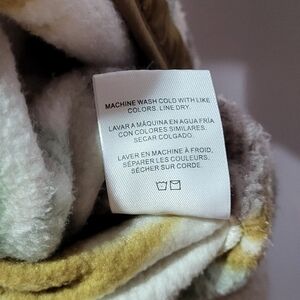 MACHINE WASH COLD WITH LIKE
COLORS. LINE DRY.
LAVAR A MÁQUINA EN AGUA FRÍA
CON COLORES SIMILARES.
SECAR COLGADO.
LAVER EN MACHINE À FROID,
SÉPARER LES COULEURS.
SÉCHER SUR CORDE.